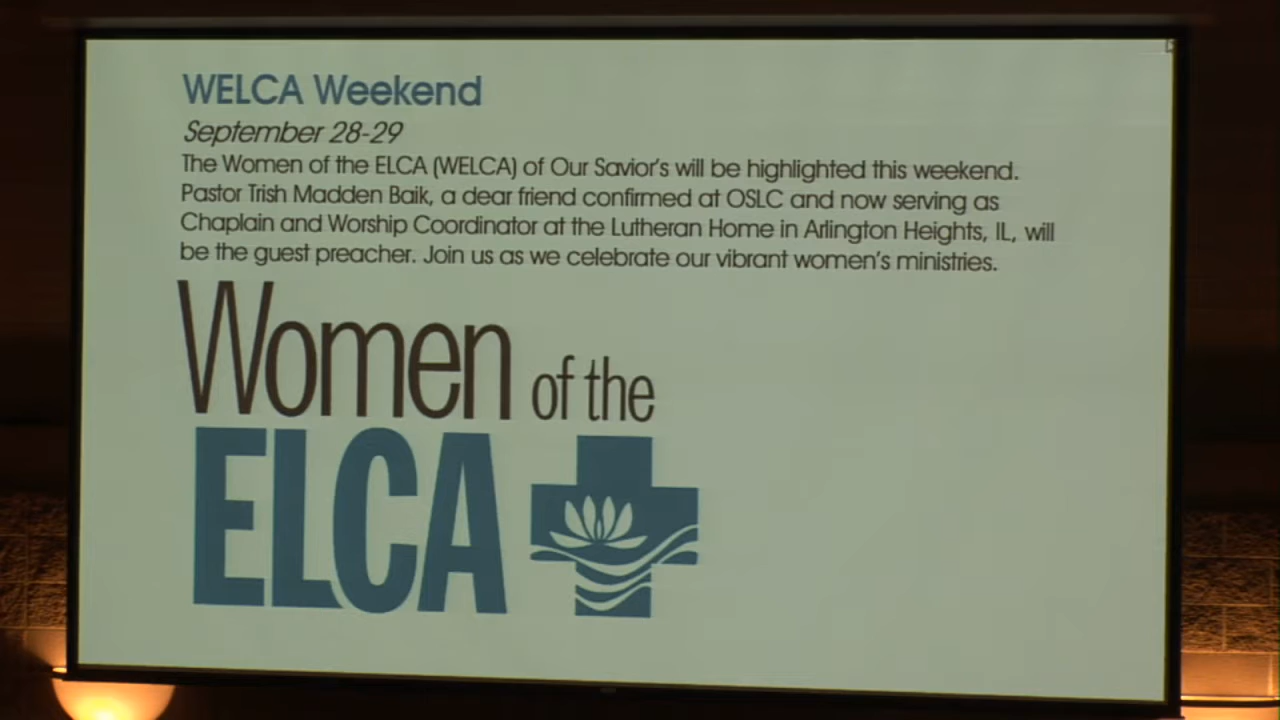 WELCA Weekend
September 28-29
The Women of the ELCA (WELCA) of Our Savior's will be highlighted this weekend.
Pastor Trish Madden Baik, a dear friend confirmed at OSLC and now serving as
Chaplain and Worship Coordinator at the Lutheran Home in Arlington Heights, IL, will
be the guest preacher. Join us as we celebrate our vibrant women's ministries.
Women of the
ELCA